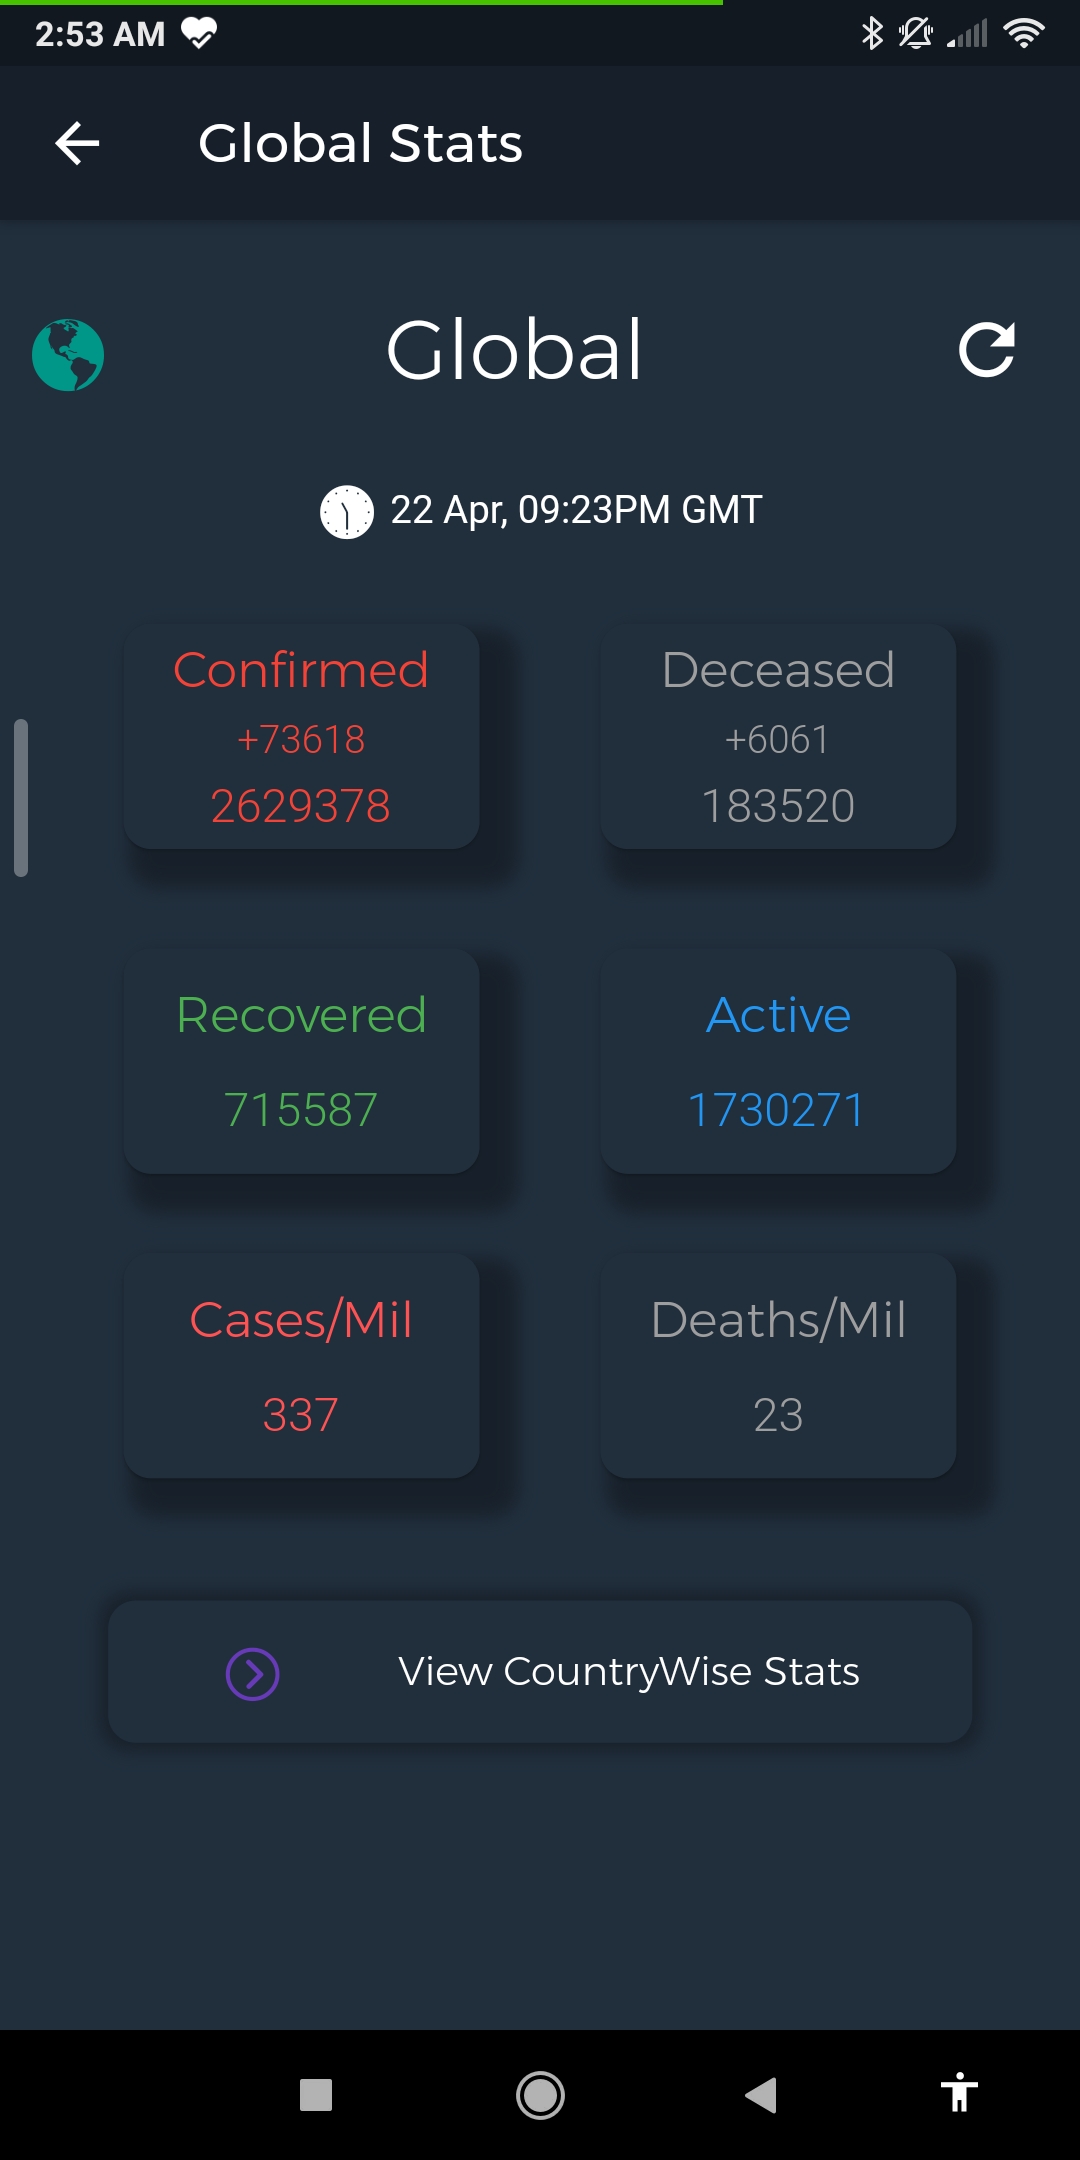 2:53 AM
Global Stats
Global
22 Apr, 09:23PM GMT
Confirmed
+73618
2629378
Deceased
+6061
183520
Recovered
715587
Active
1730271
Cases/Mil
337
Deaths/Mil
23
View CountryWise Stats